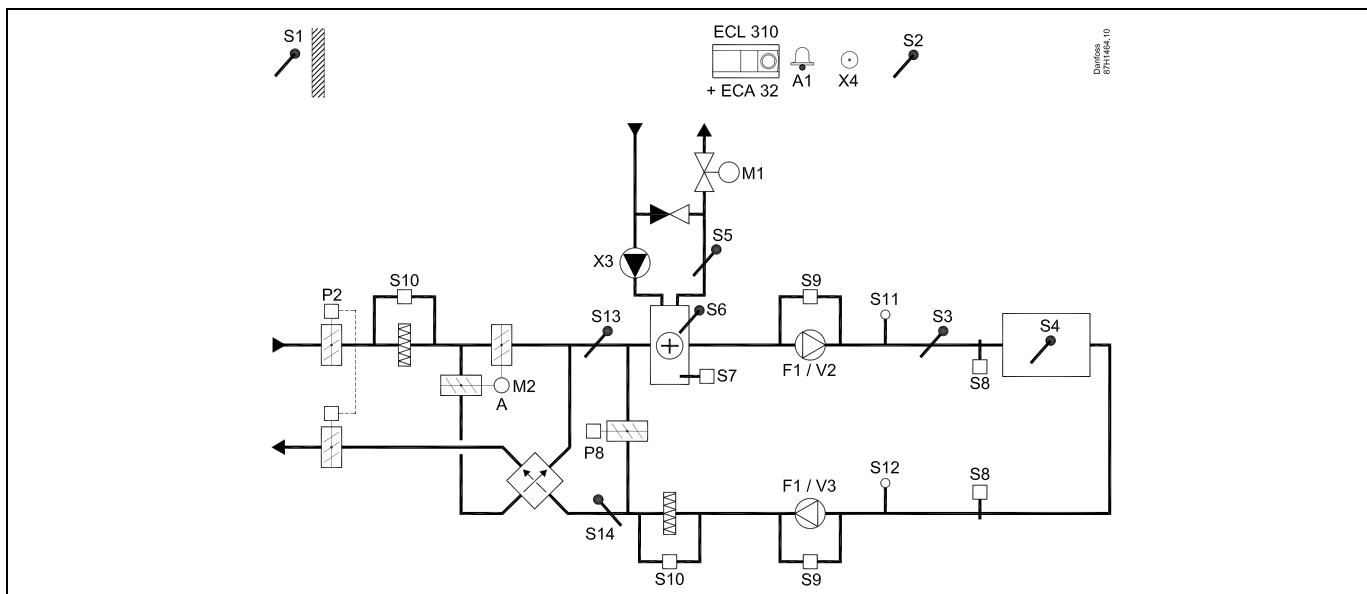 S1
ECL 310
+ ECA 32
A1
X4
S2
Danfoss
87H1464.10
M1
S5
X3
S10
P2
S13
S6
S9
S11
S3
S4
F1 / V2
S8
S7
M2
A
P8
S12
S8
F1 / V3
S14
S10
S9